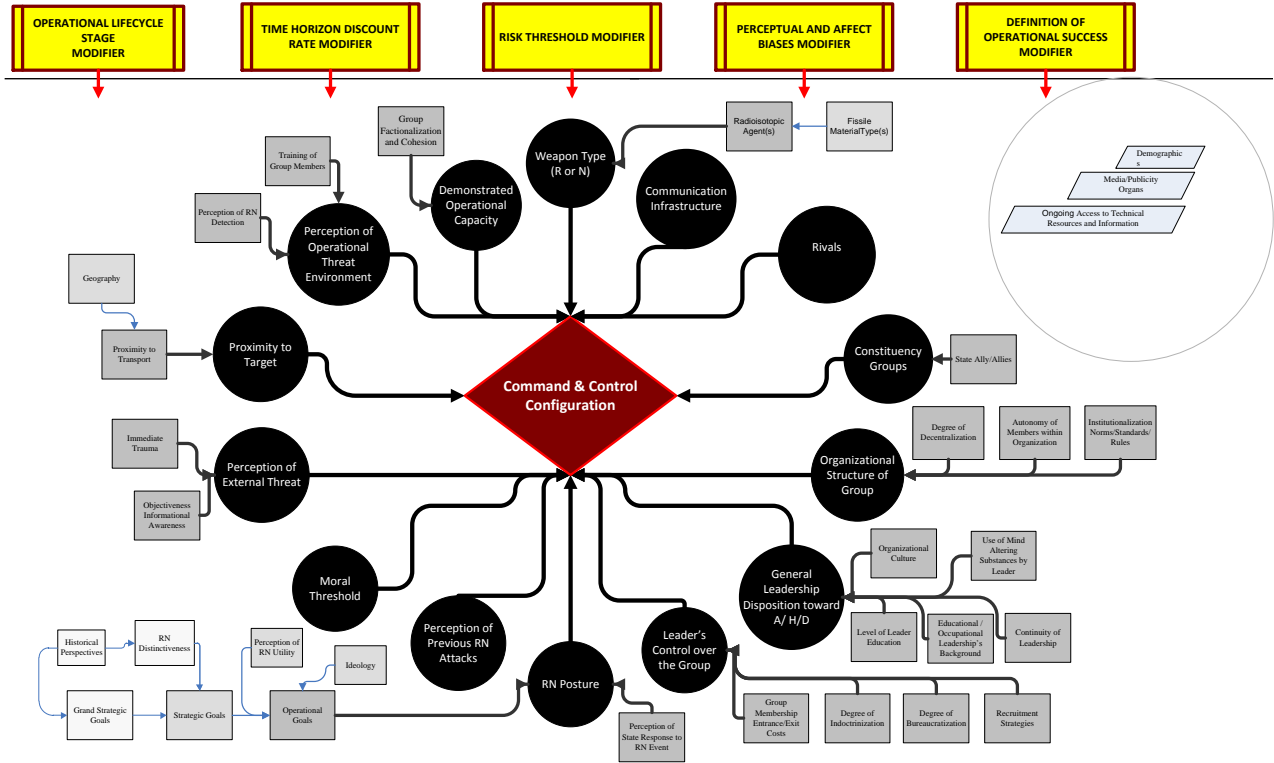 OPERATIONAL LIFECYCLE
STAGE
MODIFIER
TIME HORIZON DISCOUNT
RATE MODIFIER
RISK THRESHOLD MODIFIER
PERCEPTUAL AND AFFECT
BIASES MODIFIER
DEFINITION OF
OPERATIONAL SUCCESS
MODIFIER
Group
Factionalization
and Cohesion
Radioisotopic
Agent(s)
Fissile
MaterialType(s)
Training of
Group Members
Weapon Type
(R or N)
Demographic
s
Media/Publicity
Organs
Ongoing Access to Technical
Resources and Information
Demonstrated
Operational
Capacity
Communication
Infrastructure
Perception of RN
Detection
Perception of
Operational
Threat
Environment
Rivals
Geography
Proximity to
Transport
Proximity to
Target
Command & Control
Configuration
Constituency
Groups
State Ally/Allies
Immediate
Trauma
Perception of
External Threat
Objectiveness
Informational
Awareness
Organizational
Structure of
Group
Degree of
Decentralization
Autonomy of
Members within
Organization
Institutionalization
Norms/Standards/
Rules
Moral
Threshold
Perception of
Previous RN
Attacks
RN Posture
Leader's
Control over
the Group
General
Leadership
Disposition toward
A/ H/D
Organizational
Culture
Use of Mind
Altering
Substances by
Leader
Level of Leader
Education
Educational /
Occupational
Leadership's
Background
Continuity of
Leadership
Historical
Perspectives
RN
Distinctiveness
Perception of
RN Utility
Ideology
Grand Strategic
Goals
Strategic Goals
Operational
Goals
Perception of
State Response to
RN Event
Group
Membership
Entrance/Exit
Costs
Degree of
Indoctrinization
Degree of
Bureaucratization
Recruitment
Strategies